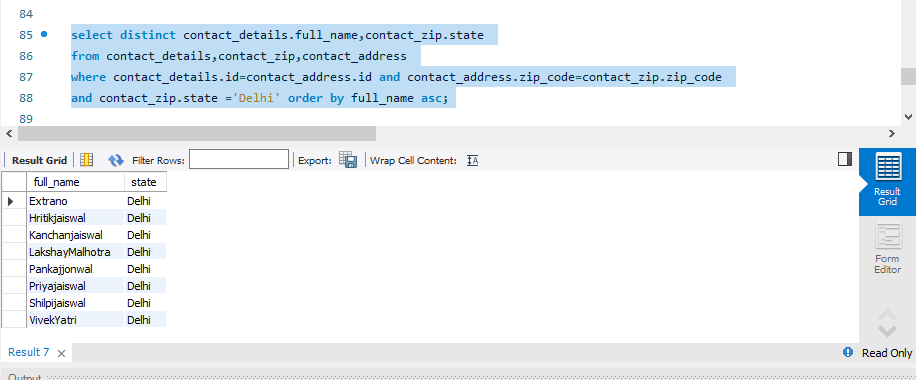 84
85 select distinct contact_details.full_name,contact_zip.state
86 from contact_details,contact_zip,contact_address
87 where contact_details.id=contact_address.id and contact_address.zip_code=contact_zip.zip_code
88 and contact_zip.state ='Delhi' order by full_name asc;
89
Result Grid Filter Rows: Export: Wrap Cell Content: IA
full_name state
Extrano Delhi
Hritikjaiswal Delhi
Kanchanjaiswal Delhi
LakshayMalhotra Delhi
Pankajjonwal Delhi
Priyajaiswal Delhi
Shilpijaiswal Delhi
VivekYatri Delhi
Result
Grid
Form
Editor
Result 7 × Read Only
Output